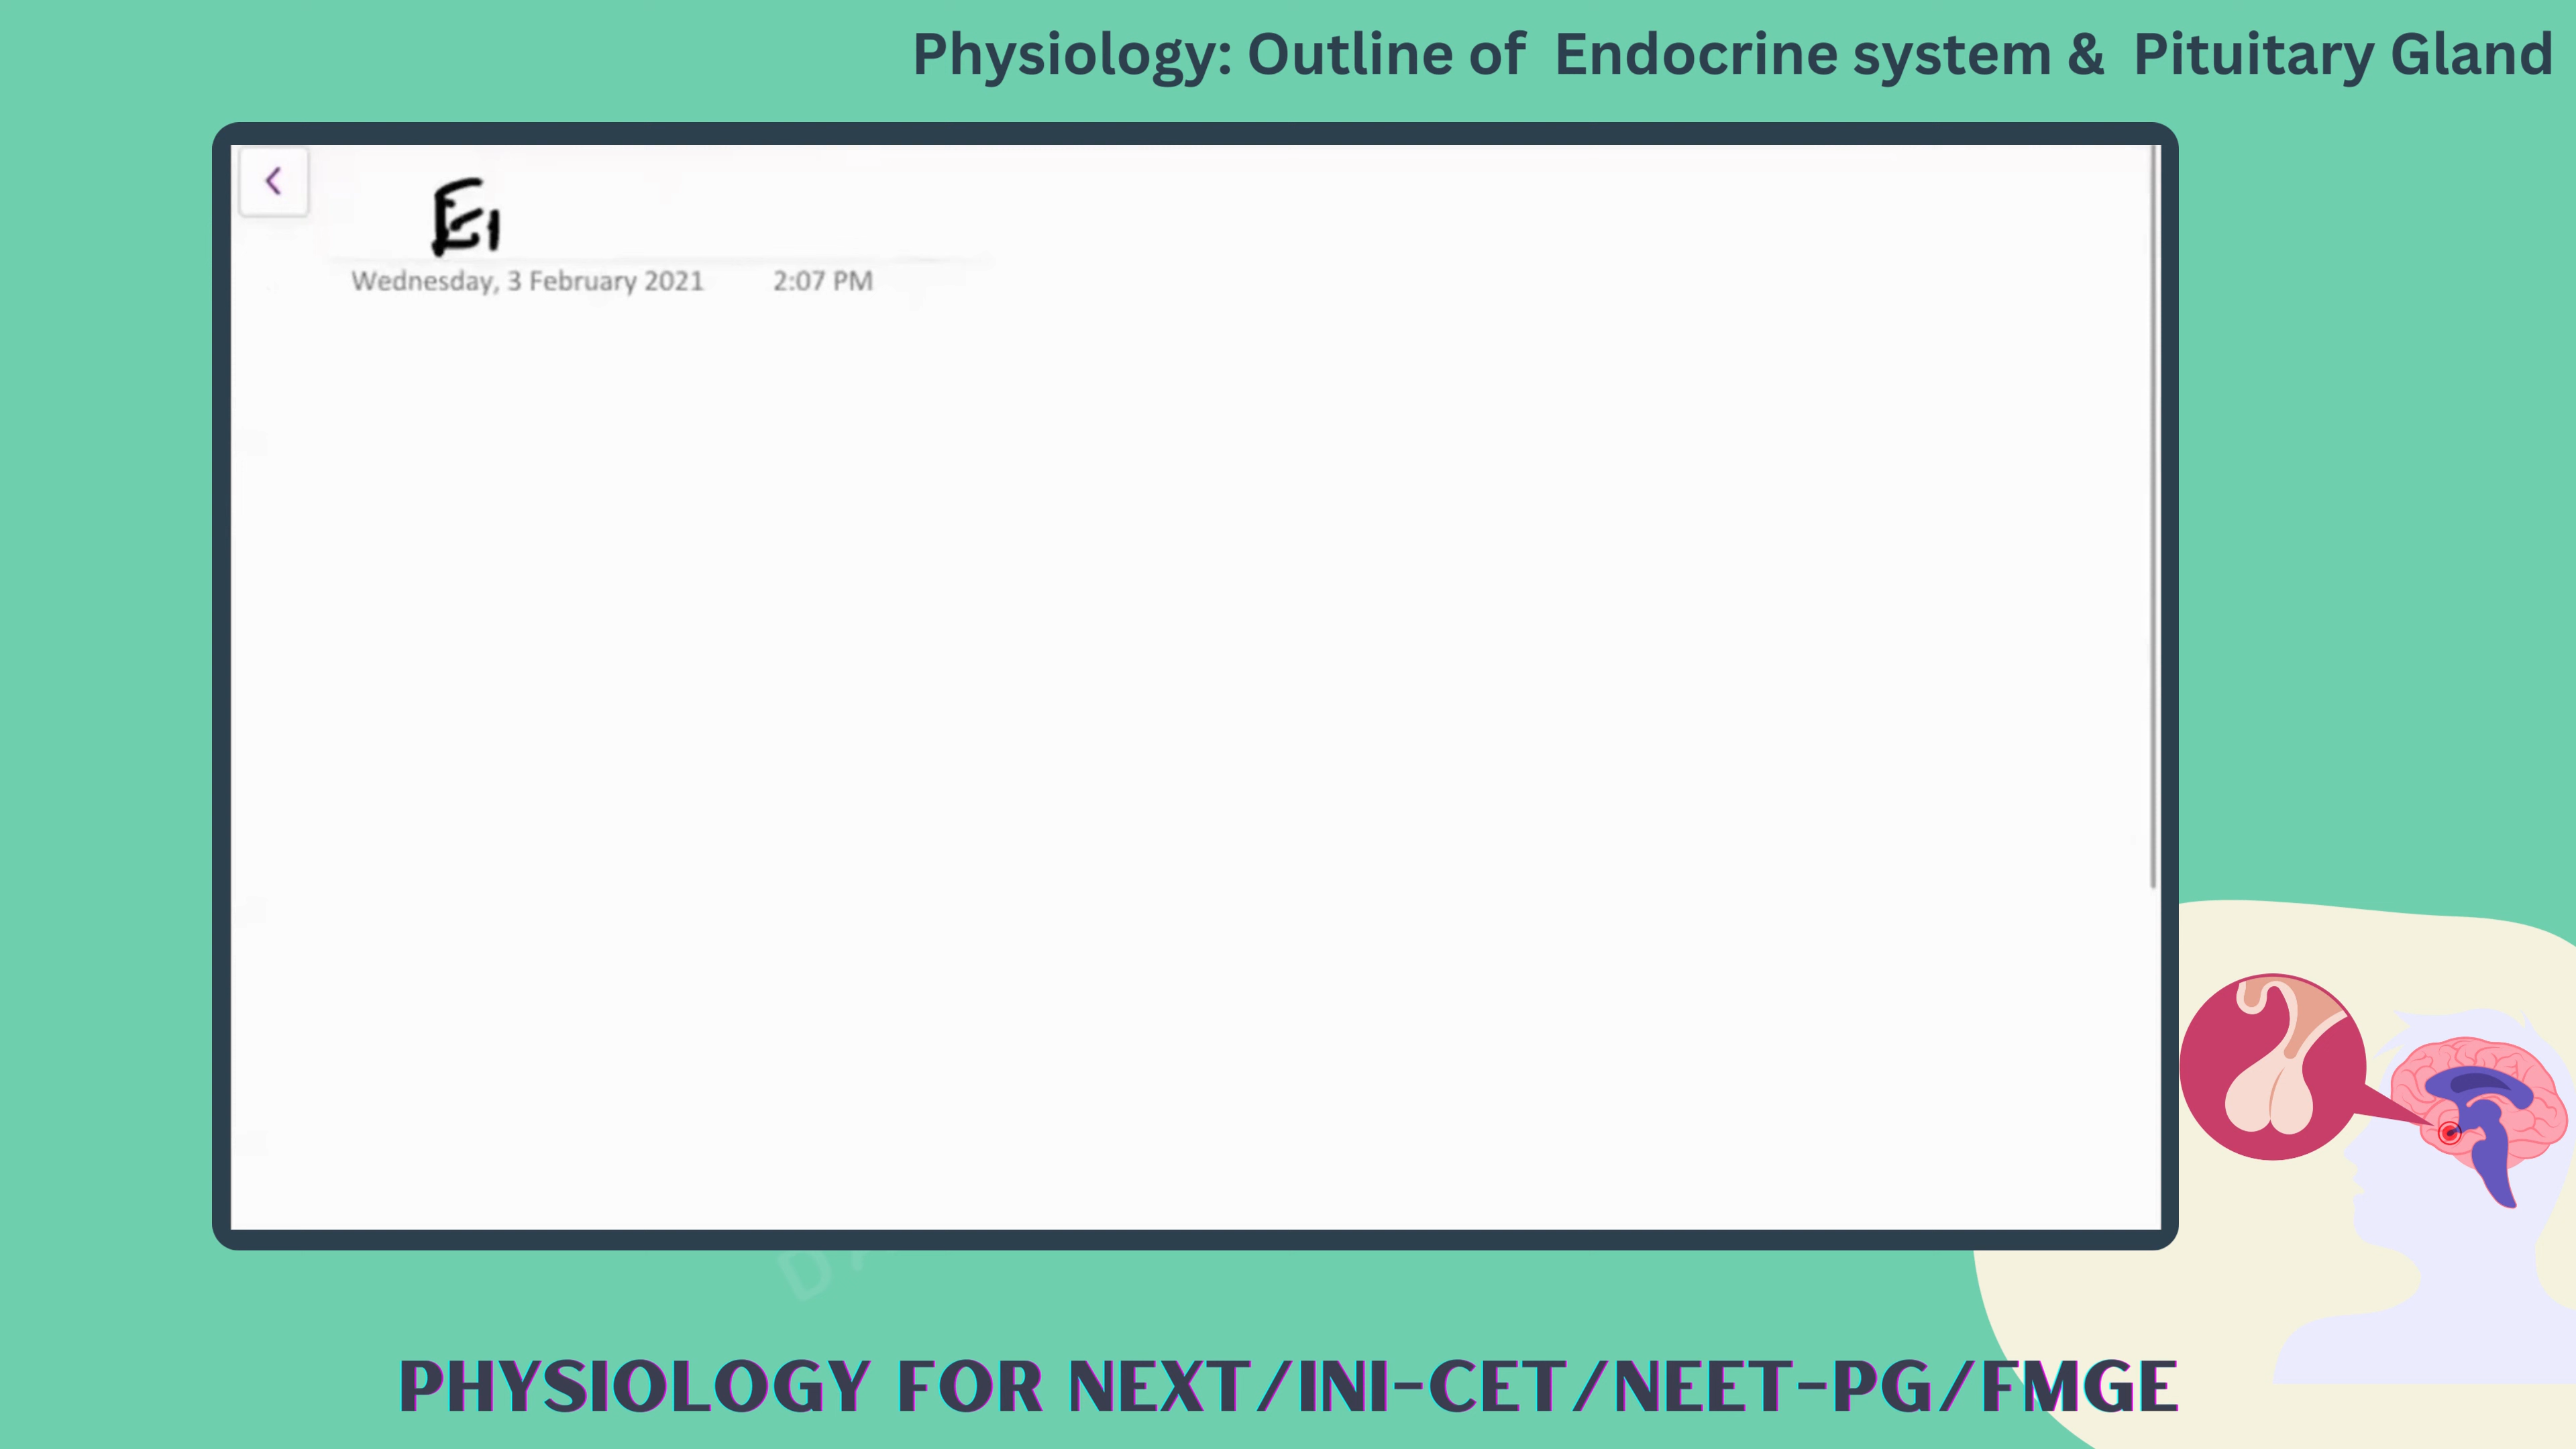 Physiology: Outline of Endocrine system & Pituitary Gland
Wednesday, 3 February 2021 2:07 PM
PHYSIOLOGY FOR NEXT/INI-CET/NEET-PG/FMGE